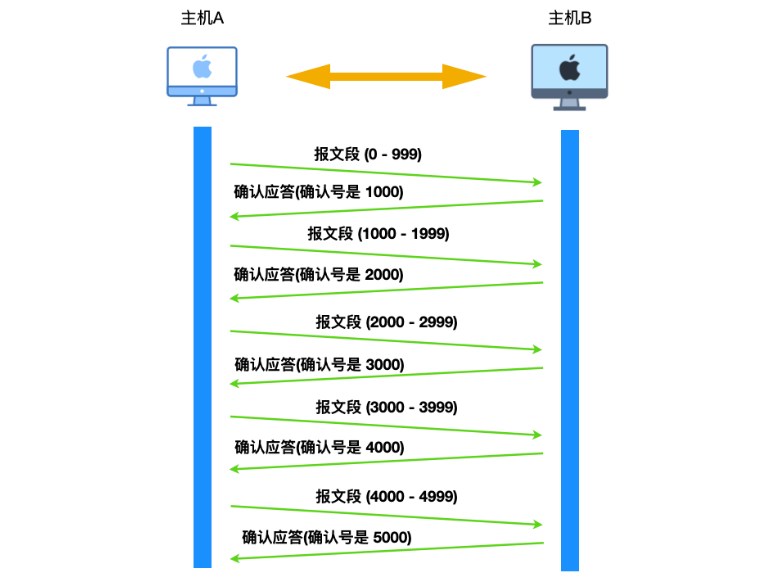 主机A
主机B
报文段 (0 - 999)
确认应答(确认号是 1000)
报文段 (1000 - 1999)
确认应答(确认号是 2000)
报文段 (2000 - 2999)
确认应答(确认号是 3000)
报文段 (3000 - 3999)
确认应答(确认号是 4000)
报文段 (4000 - 4999)
确认应答(确认号是 5000)